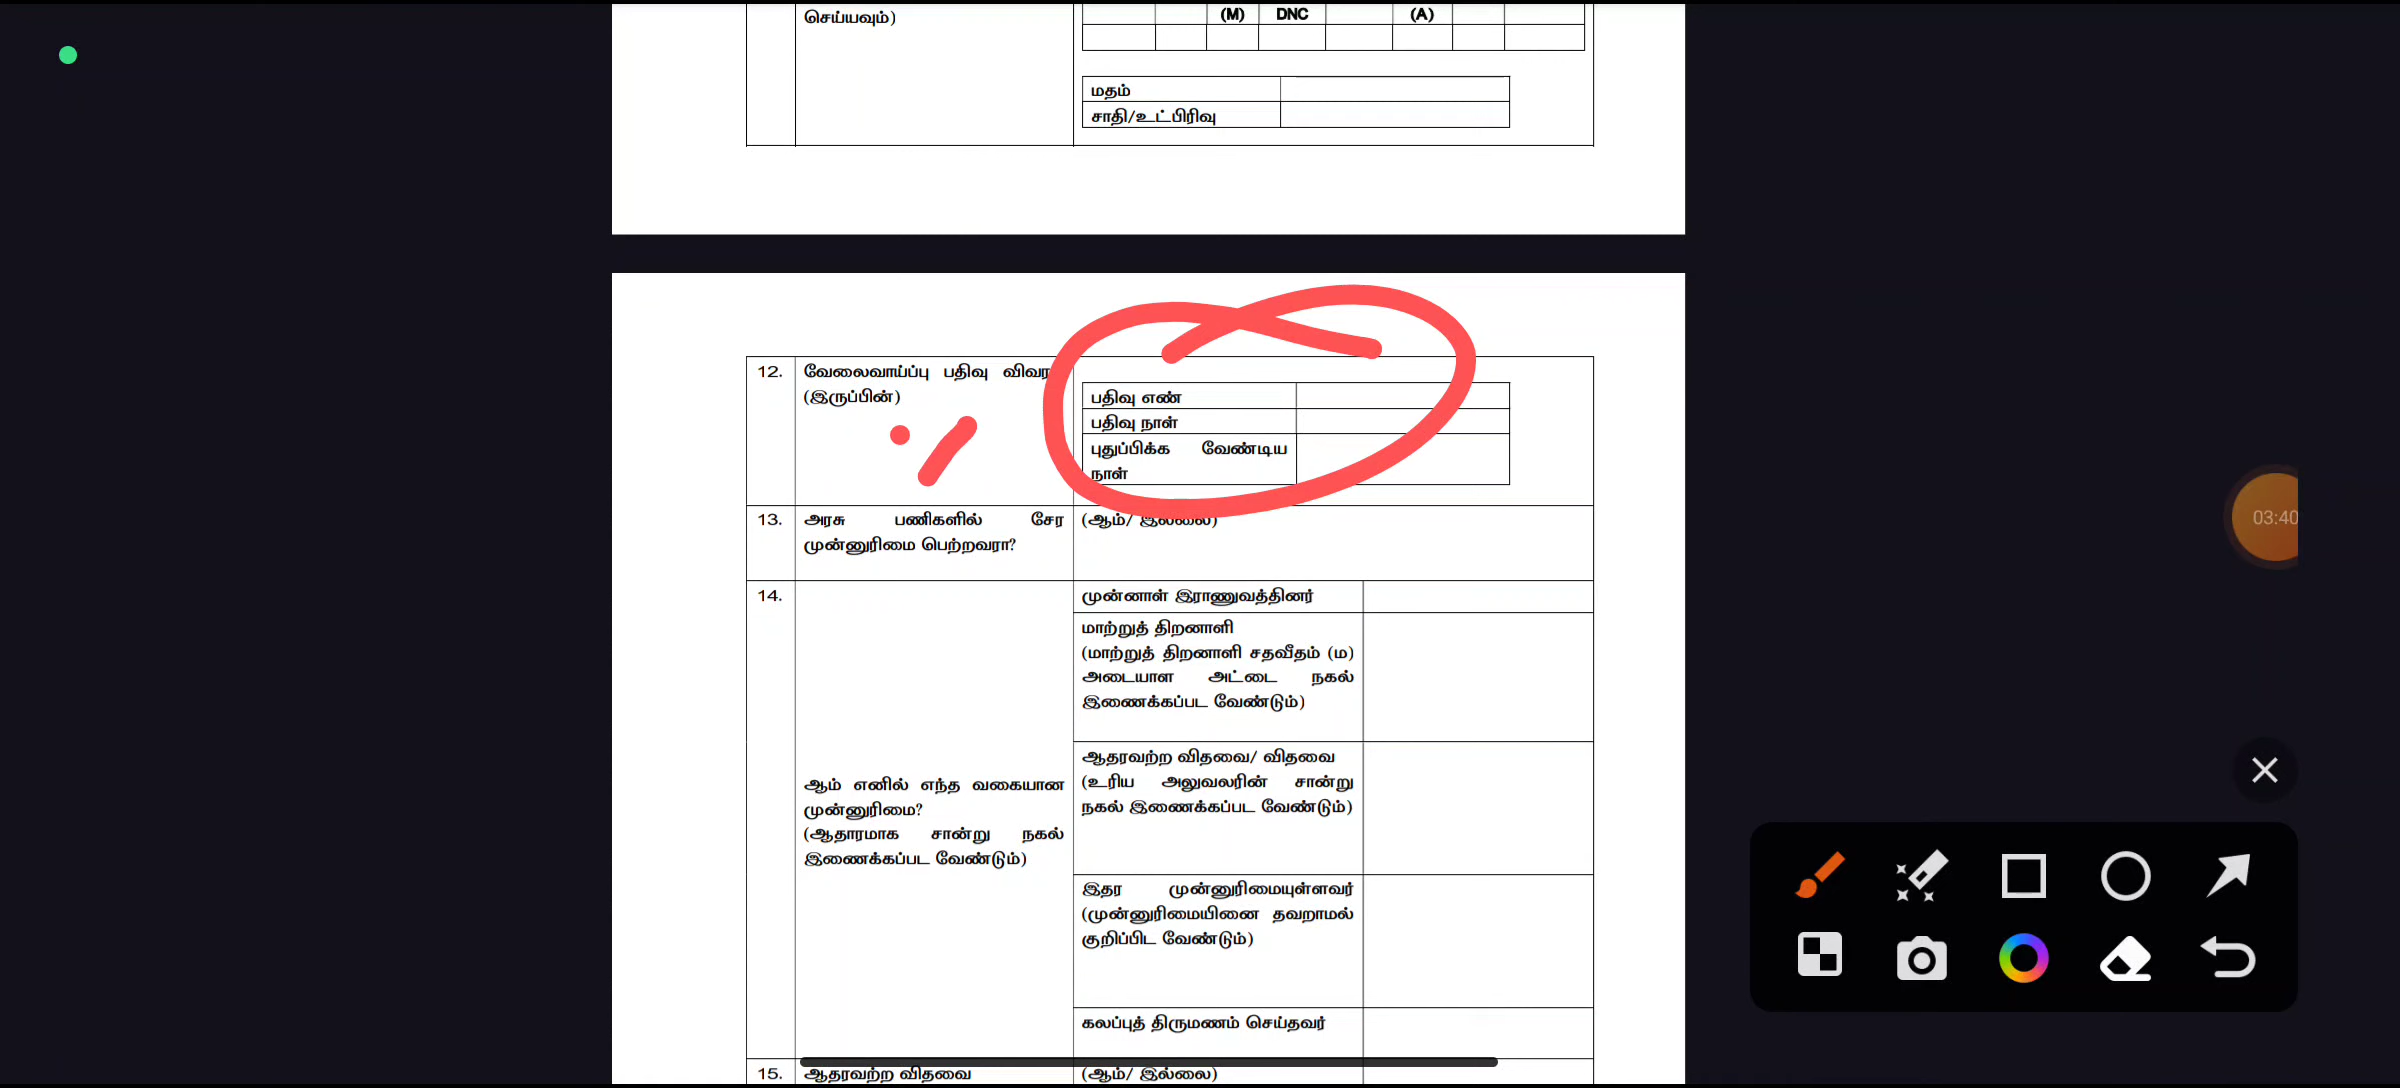 செய்யவும்)
(M) DNC (A)
மதம்
சாதி/உட்பிரிவு
12. வேலைவாய்ப்பு பதிவு
(இருப்பின்)
பதிவு எண்
பதிவு நாள்
புதுப்பிக்க வேண்டிய
நாள்
13. அரசு பணிகளில் சேர
முன்னுரிமை பெற்றவரா?
(ஆம்/ இல்லை)
14.
ஆம் எனில் எந்த வகையான
முன்னுரிமை?
(ஆதாரமாக சான்று நகல்
இணைக்கப்பட வேண்டும்)
முன்னாள் இராணுவத்தினர்
மாற்றுத் திறனாளி
(மாற்றுத் திறனாளி சதவீதம் (ம)
அடையாள அட்டை நகல்
இணைக்கப்பட வேண்டும்)
ஆதரவற்ற விதவை/ விதவை
(உரிய அலுவலரின் சான்று
நகல் இணைக்கப்பட வேண்டும்)
இதர முன்னுரிமையுள்ளவர்
(முன்னுரிமையினை தவறாமல்
குறிப்பிட வேண்டும்)
கலப்புத் திருமணம் செய்தவர்
15. ஆதரவற்ற விதவை
(ஆம்/ இல்லை)
03:40